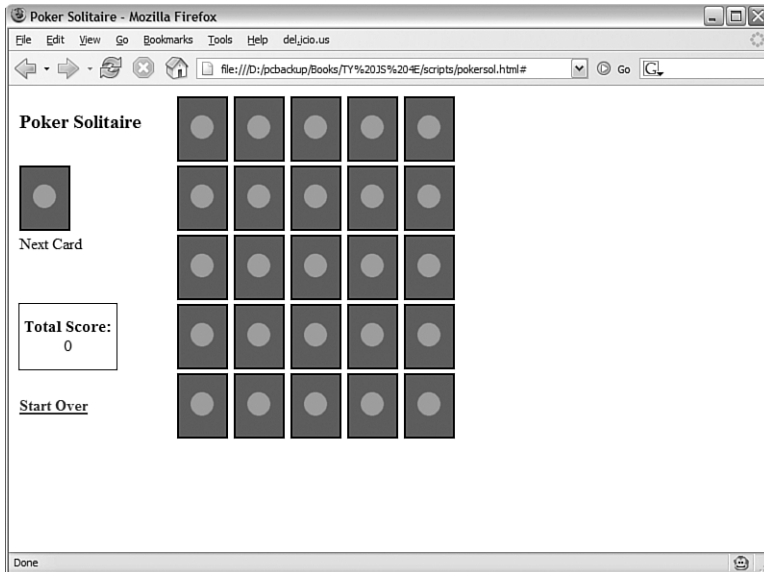 Poker Solitaire - Mozilla Firefox
File Edit View Go Bookmarks Tools Help del.icio.us
file:///D:/pcbackup/Books/TY%20JS%204E/scripts/pokersol.html# Go G
Poker Solitaire
Next Card
Total Score:
0
Start Over
Done